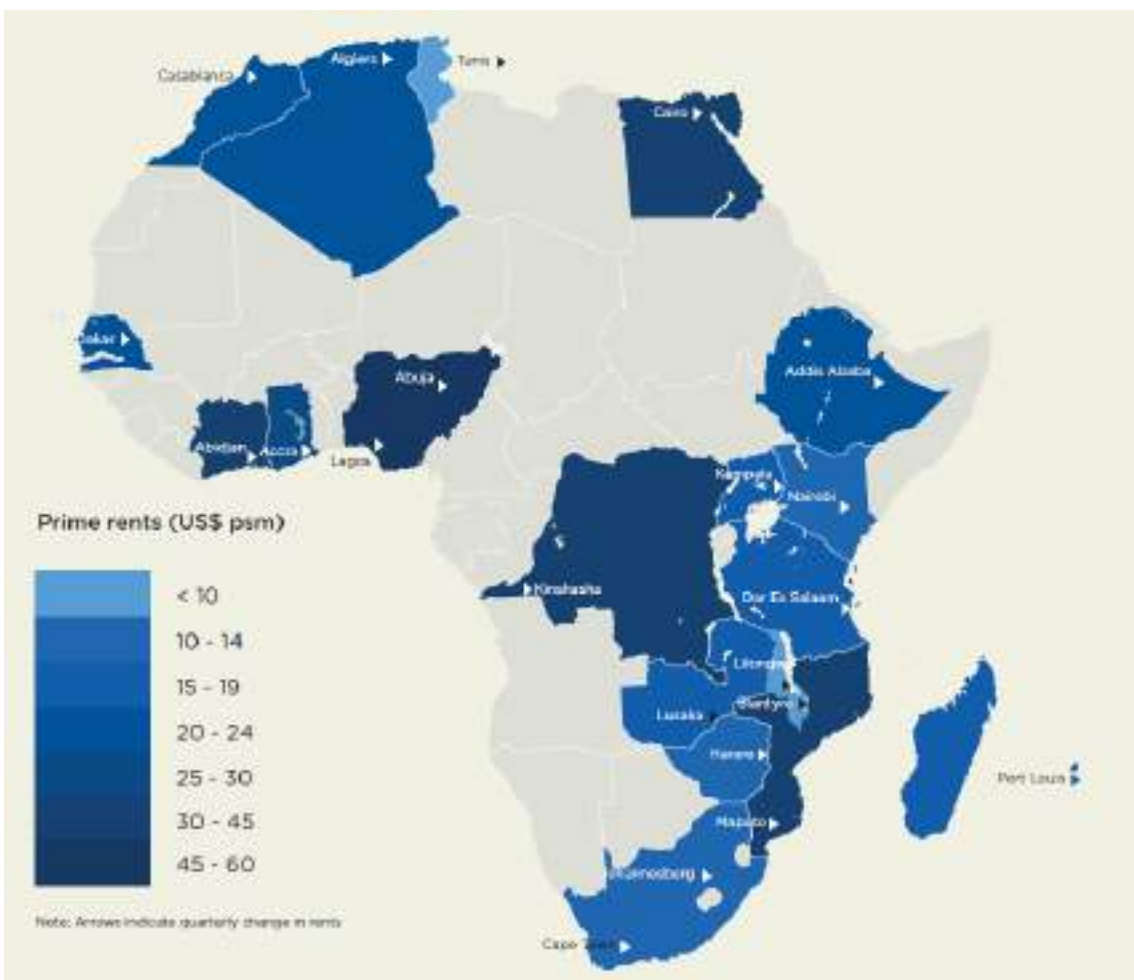 Algiers
Tunis
Casablanca
Cairo
Dakar
Addis Ababa
Abuja
Abidjan
Accra
Lagos
Kampala
Nairobi
Prime rents (US$ psm)
< 10
10 - 14
15 - 19
20 - 24
25 - 30
30 - 45
45 - 60
Kinshasha
Dar Es Salaam
Lilongwe
Blantyre
Lusaka
Harare
Port Louis
Maputo
Johannesberg
Cape Town
Note: Arrows indicate quarterly change in rents